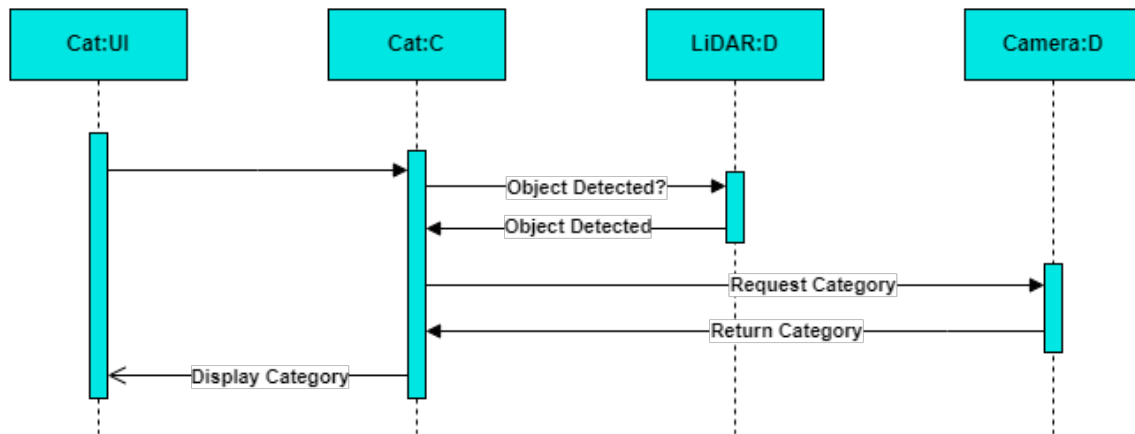 Cat:UI
Cat:C
LiDAR:D
Camera:D
Object Detected?
Object Detected
Request Category
Return Category
Display Category